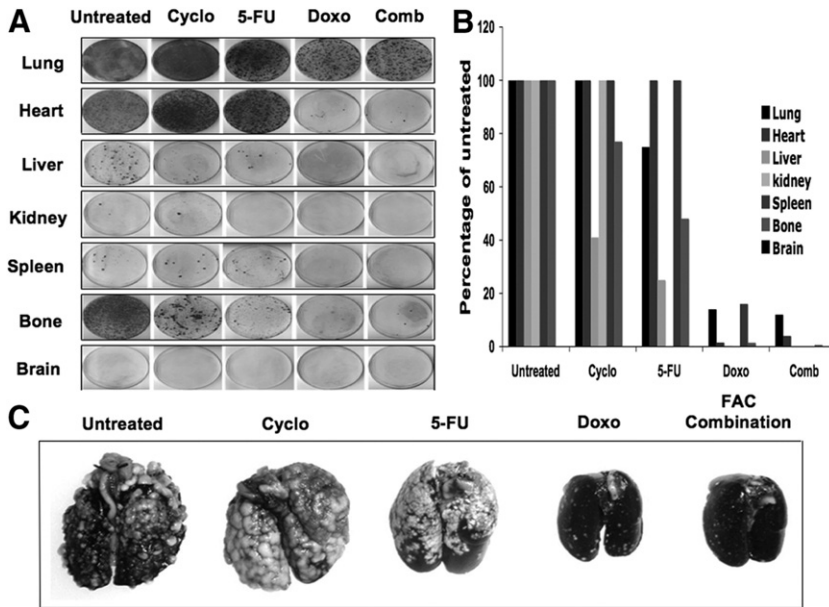 A
Untreated Cyclo 5-FU Doxo Comb
Lung
Heart
Liver
Kidney
Spleen
Bone
Brain
B
Percentage of untreated
120
100
80
60
40
20
0
Untreated Cyclo 5-FU Doxo Comb
Lung
Heart
Liver
kidney
Spleen
Bone
Brain
C
Untreated Cyclo 5-FU Doxo FAC
Combination